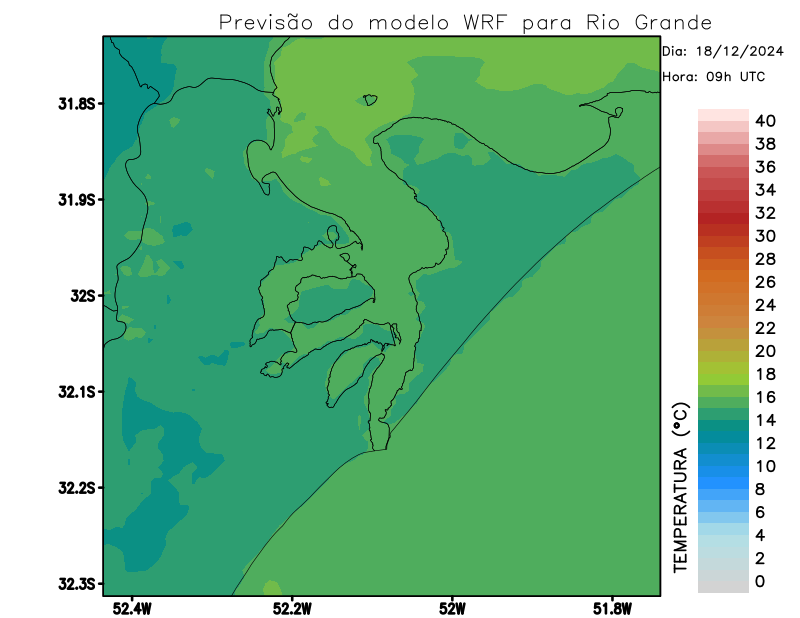 Previsão do modelo WRF para Rio Grande
Dia: 18/12/2024
Hora: 09h UTC
31.8S
31.9S
32S
32.1S
32.2S
32.3S
52.4W
52.2W
52W
51.8W
TEMPERATURA (°C)
40
38
36
34
32
30
28
26
24
22
20
18
16
14
12
10
8
6
4
2
0